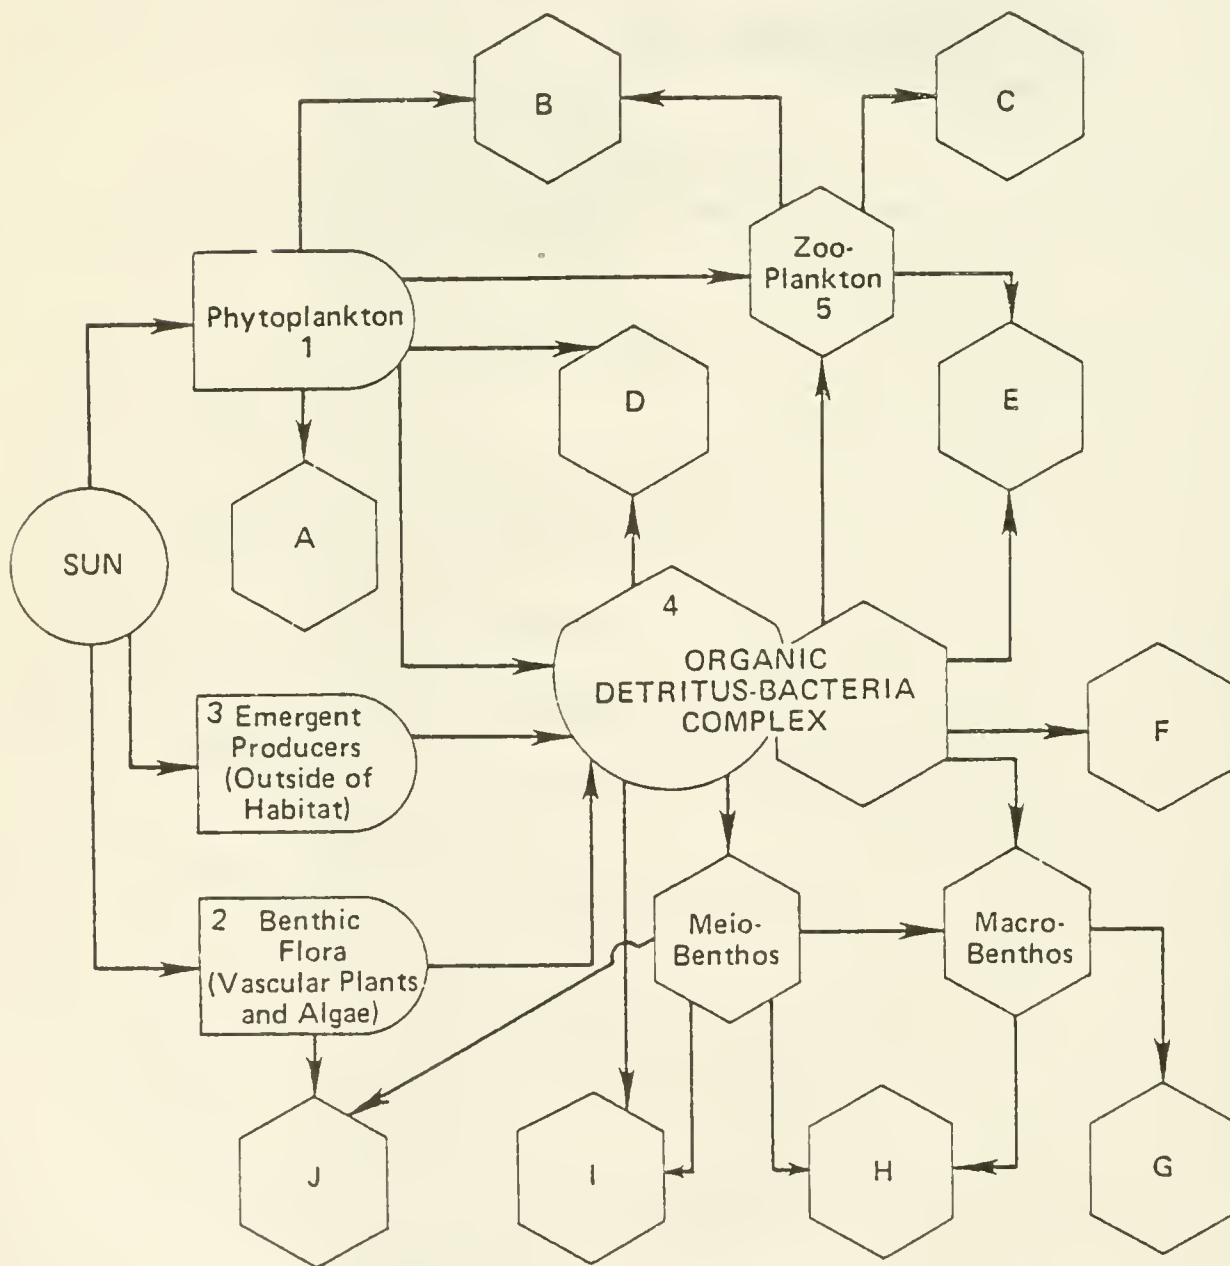 B
C
Zoo-
Plankton
5
Phytoplankton
1
D
E
A
SUN
4
ORGANIC
DETRITUS-BACTERIA
COMPLEX
F
3 Emergent
Producers
(Outside of
Habitat)
2 Benthic
Flora
(Vascular Plants
and Algae)
Meio-
Benthos
Macro-
Benthos
J
I
H
G